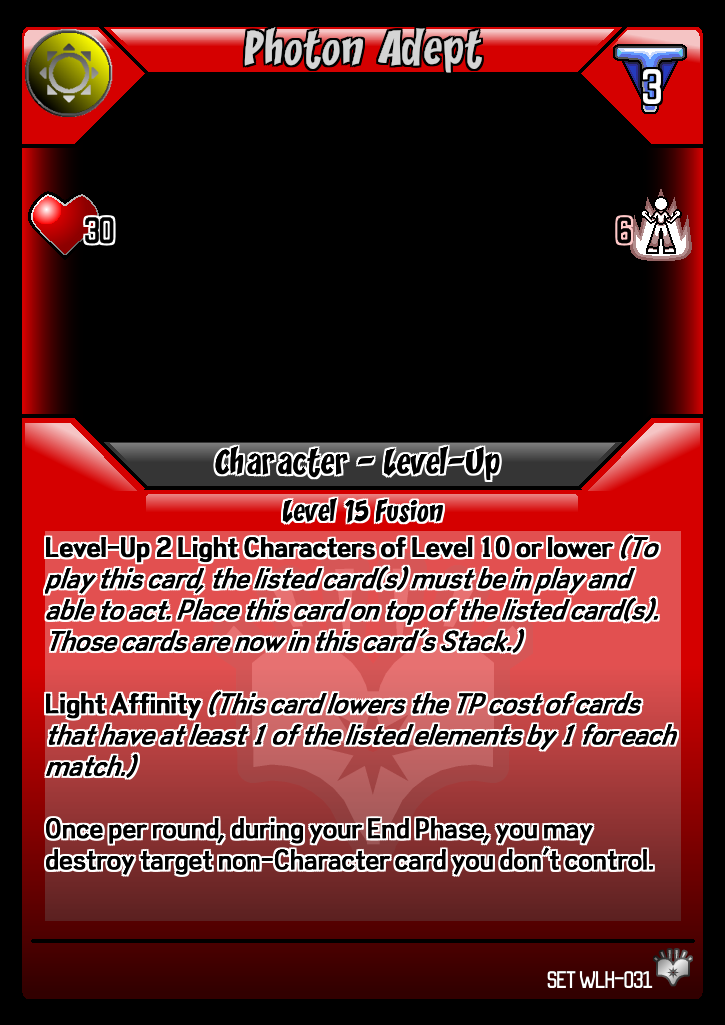 Photon Adept
3
30
6
Character - Level-Up
Level 15 Fusion
Level-Up 2 Light Characters of Level 10 or lower (To
play this card, the listed card(s) must be in play and
able to act. Place this card on top of the listed card(s).
Those cards are now in this card's Stack.)
Light Affinity (This card lowers the TP cost of cards
that have at least 1 of the listed elements by 1 for each
match.)
Once per round, during your End Phase, you may
destroy target non-Character card you don't control.
SET WLH-031